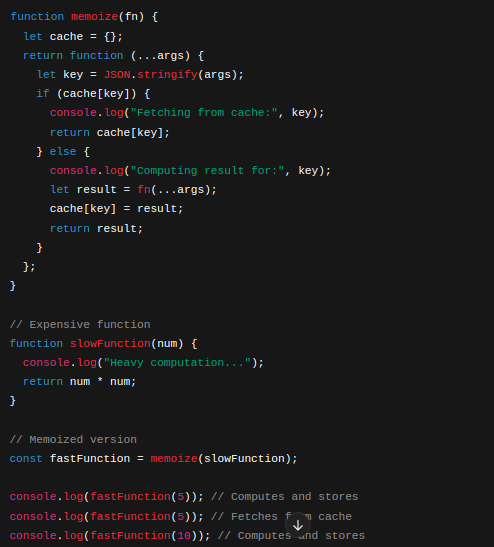 function memoize(fn) {
  let cache = {};
  return function (...args) {
    let key = JSON.stringify(args);
    if (cache[key]) {
      console.log("Fetching from cache:", key);
      return cache[key];
    } else {
      console.log("Computing result for:", key);
      let result = fn(...args);
      cache[key] = result;
      return result;
    }
  };
}

// Expensive function
function slowFunction(num) {
  console.log("Heavy computation...");
  return num * num;
}

// Memoized version
const fastFunction = memoize(slowFunction);

console.log(fastFunction(5)); // Computes and stores
console.log(fastFunction(5)); // Fetches from cache
console.log(fastFunction(10)); // Computes and stores